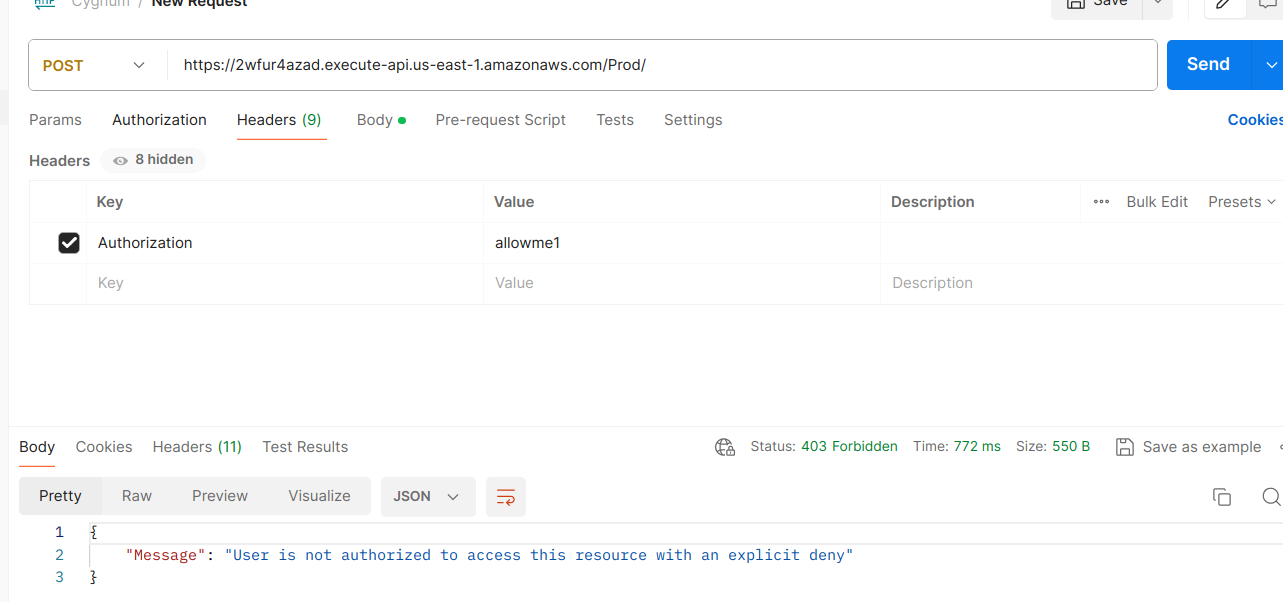 HTTP Cygnum / New Request Save
POST https://2wfur4azad.execute-api.us-east-1.amazonaws.com/Prod/ Send
Params Authorization Headers (9) Body Pre-request Script Tests Settings Cookies
Headers 8 hidden
Key Value Description Bulk Edit Presets
Authorization allowme1
Key Value Description
Body Cookies Headers (11) Test Results Status: 403 Forbidden Time: 772 ms Size: 550 B Save as example
Pretty Raw Preview Visualize JSON
1 {
2 "Message": "User is not authorized to access this resource with an explicit deny"
3 }